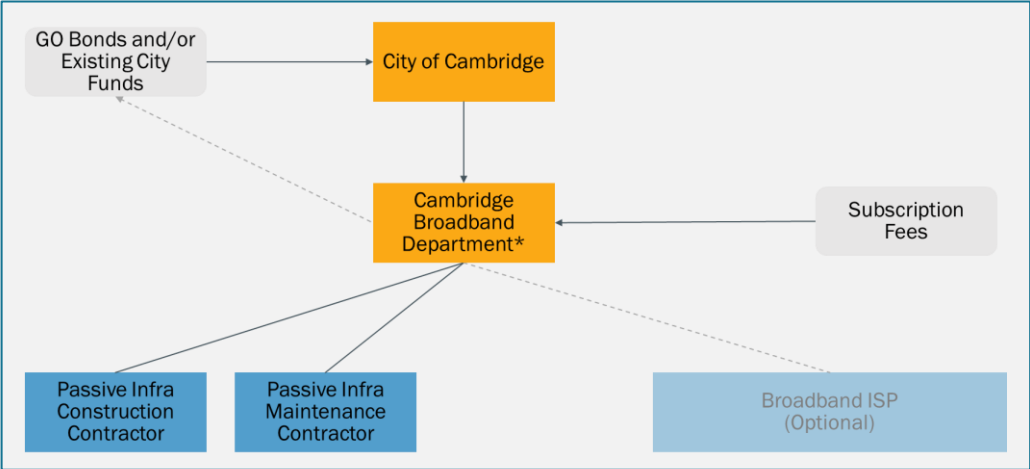 GO Bonds and/or
Existing City
Funds
City of Cambridge
Cambridge
Broadband
Department*
Subscription
Fees
Passive Infra
Construction
Contractor
Passive Infra
Maintenance
Contractor
Broadband ISP
(Optional)